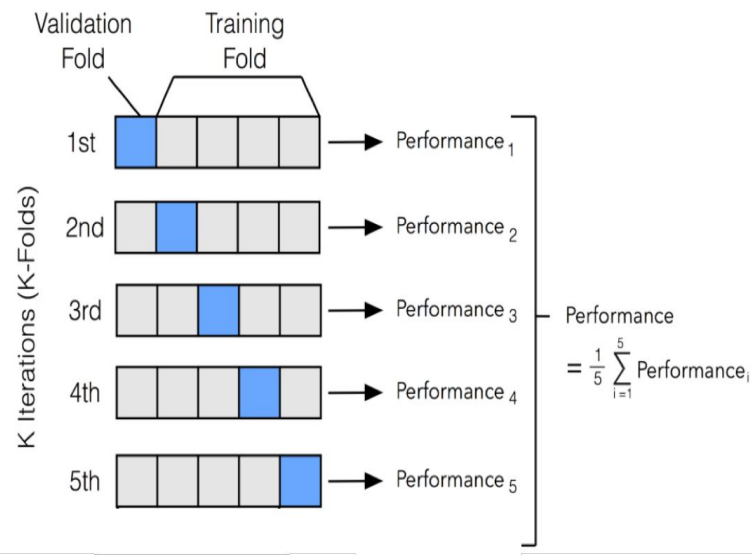 Validation
Fold
Training
Fold
K Iterations (K-Folds)
1st
Performance 1
2nd
Performance 2
3rd
Performance 3
4th
Performance 4
5th
Performance 5
Performance
= 1/5 5∑i=1 Performancei